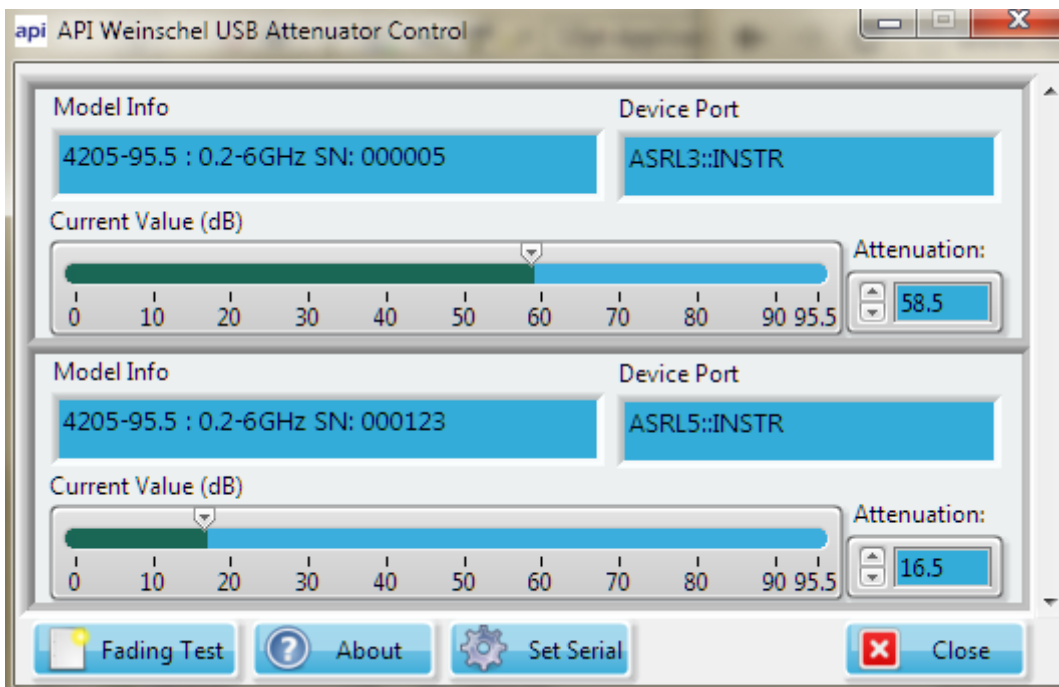 api API Weinschel USB Attenuator Control
Model Info
Device Port
4205-95.5 : 0.2-6GHz SN: 000005
ASRL3::INSTR
Current Value (dB)
Attenuation:
58.5
0 10 20 30 40 50 60 70 80 90 95.5
Model Info
Device Port
4205-95.5 : 0.2-6GHz SN: 000123
ASRL5::INSTR
Current Value (dB)
Attenuation:
16.5
0 10 20 30 40 50 60 70 80 90 95.5
Fading Test
About
Set Serial
Close